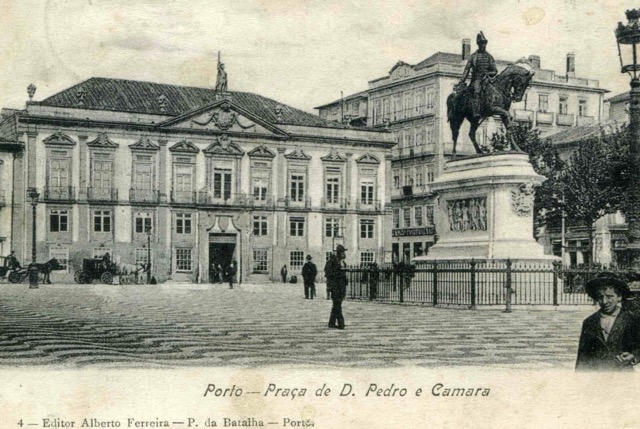 Porto — Praça de D. Pedro e Camara
4 — Editor Alberto Ferreira — P. da Batalha — Porto.